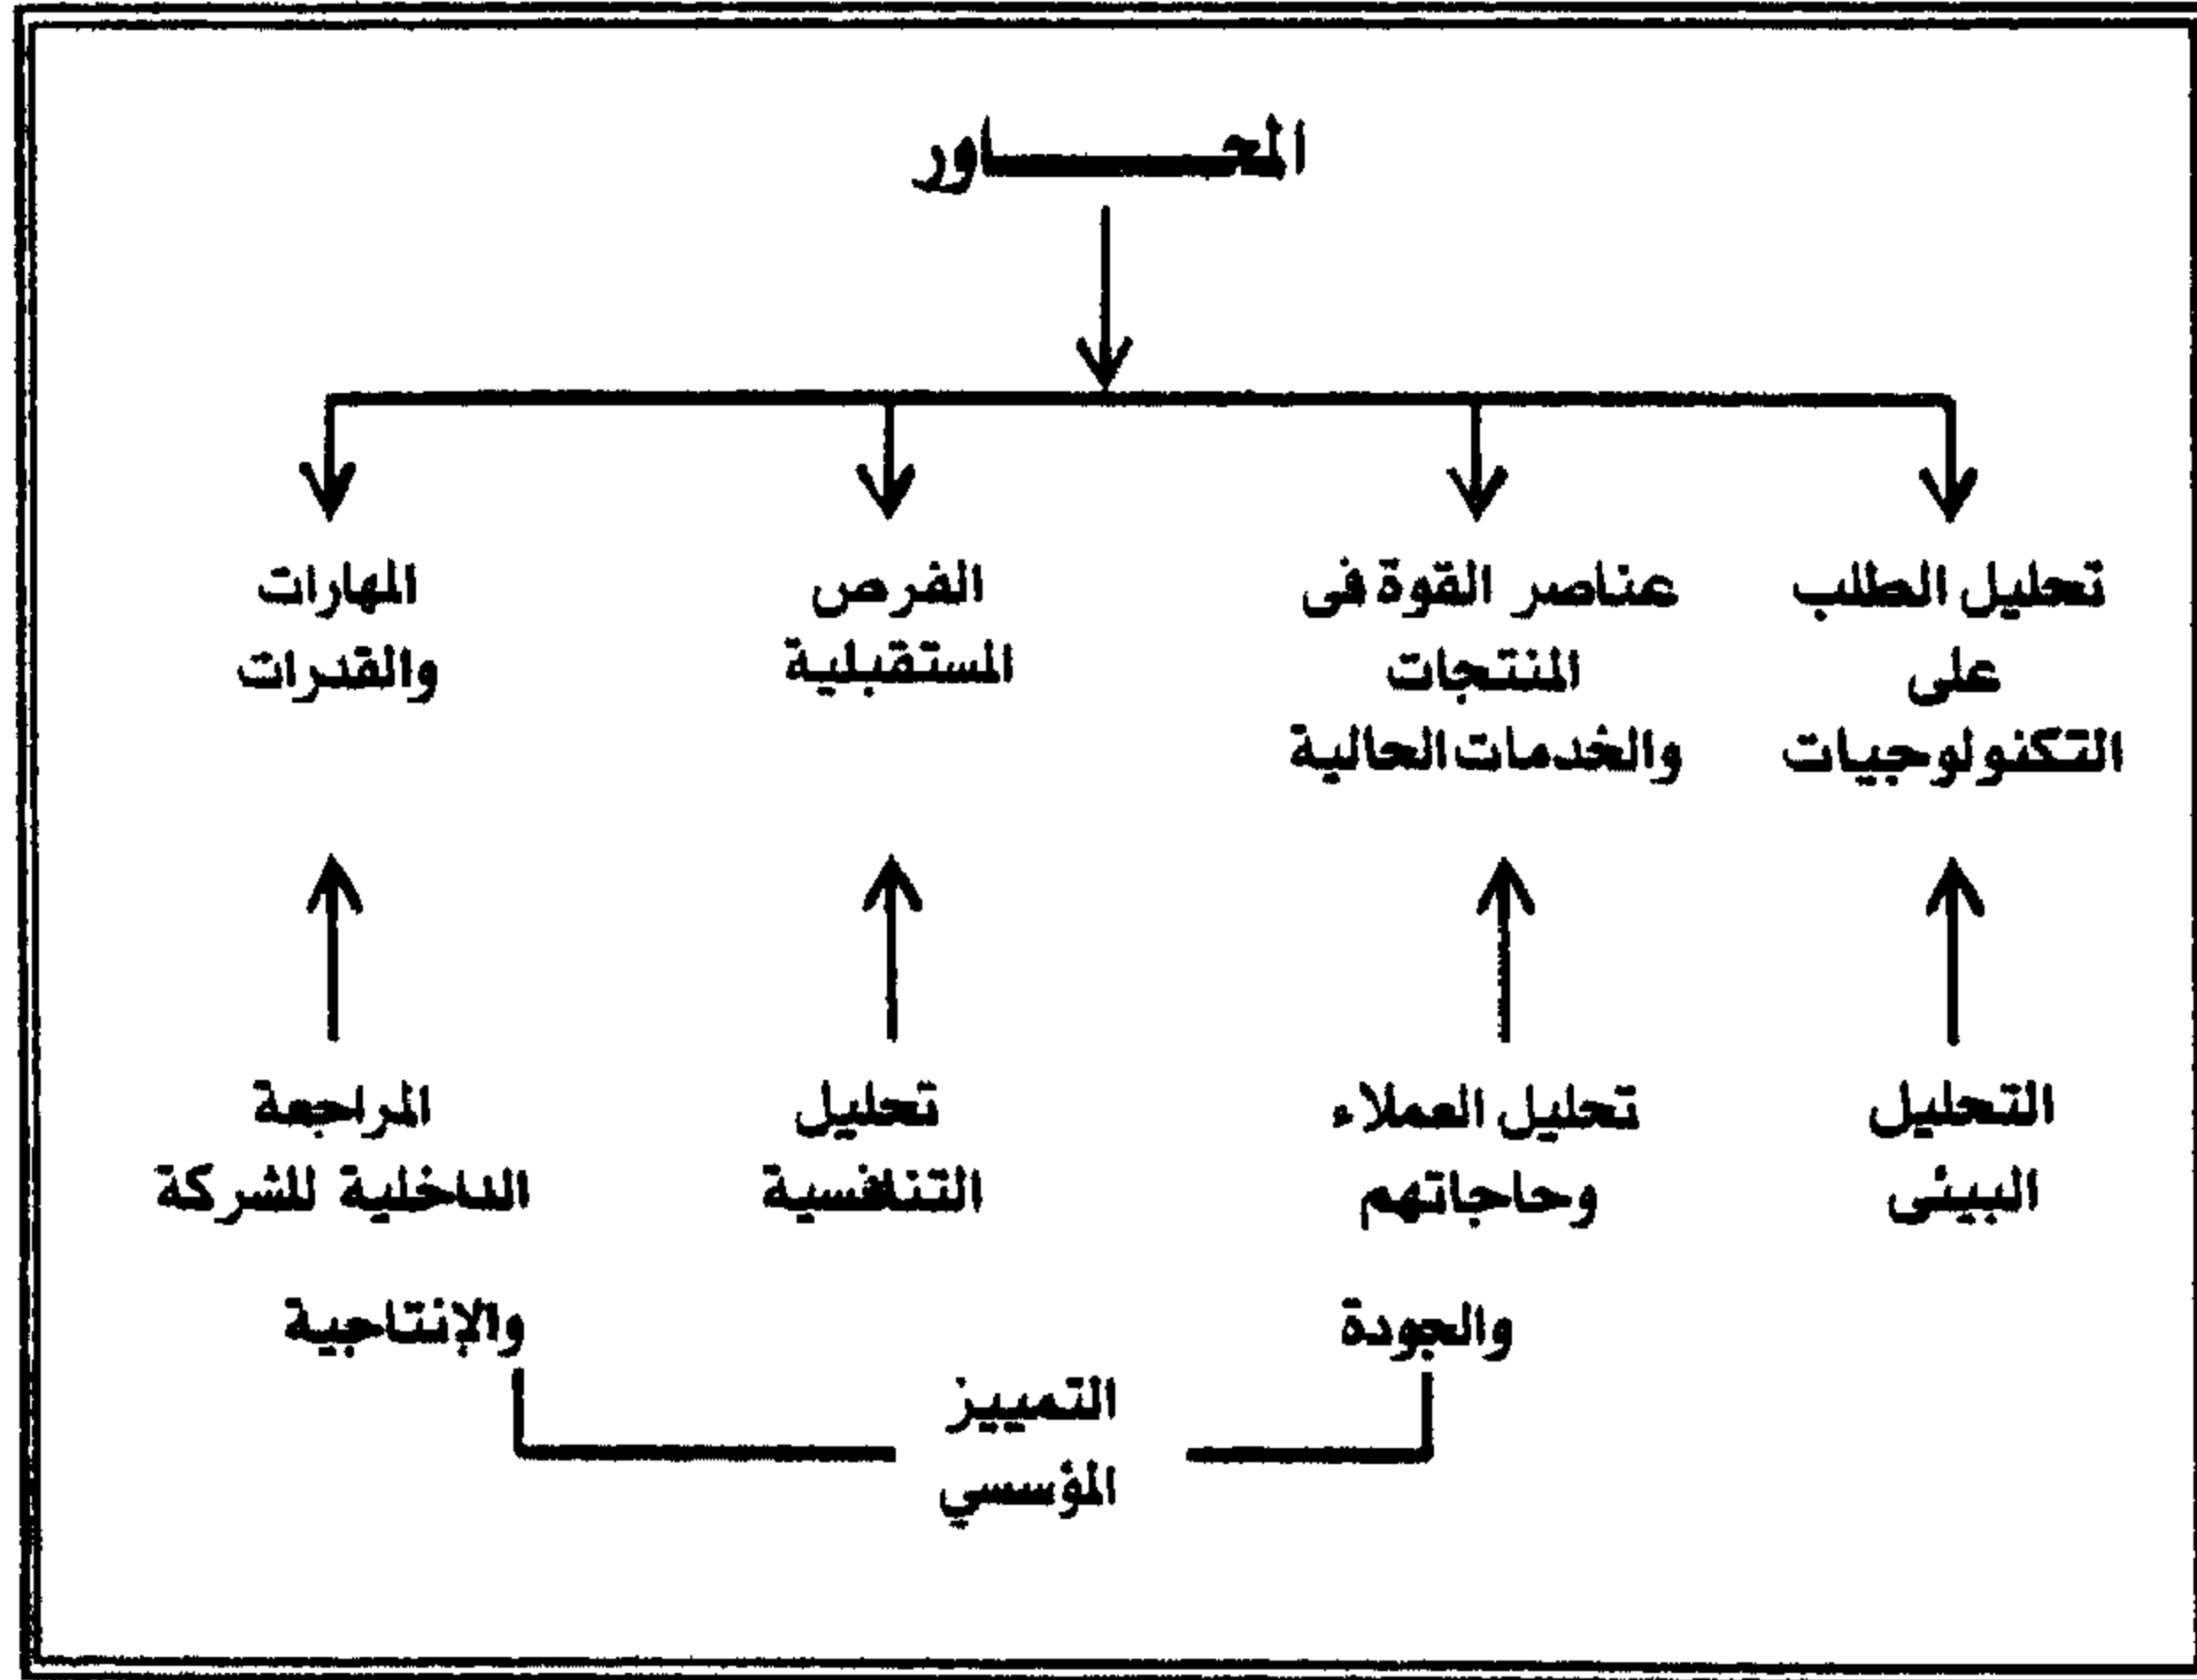 المحـــــــاور
تحليل الطلب
على
التكنولوجيات
عناصر القوة فى
المنتجات
والخدمات الحالية
الفرص
المستقبلية
المهارات
والقدرات
التحليل
البيئى
تحليل العملاء
وحاجاتهم
تحليل
التنافسية
المراجعة
الداخلية للشركة
والجودة
والإنتاجية
التمييز
المؤسسي